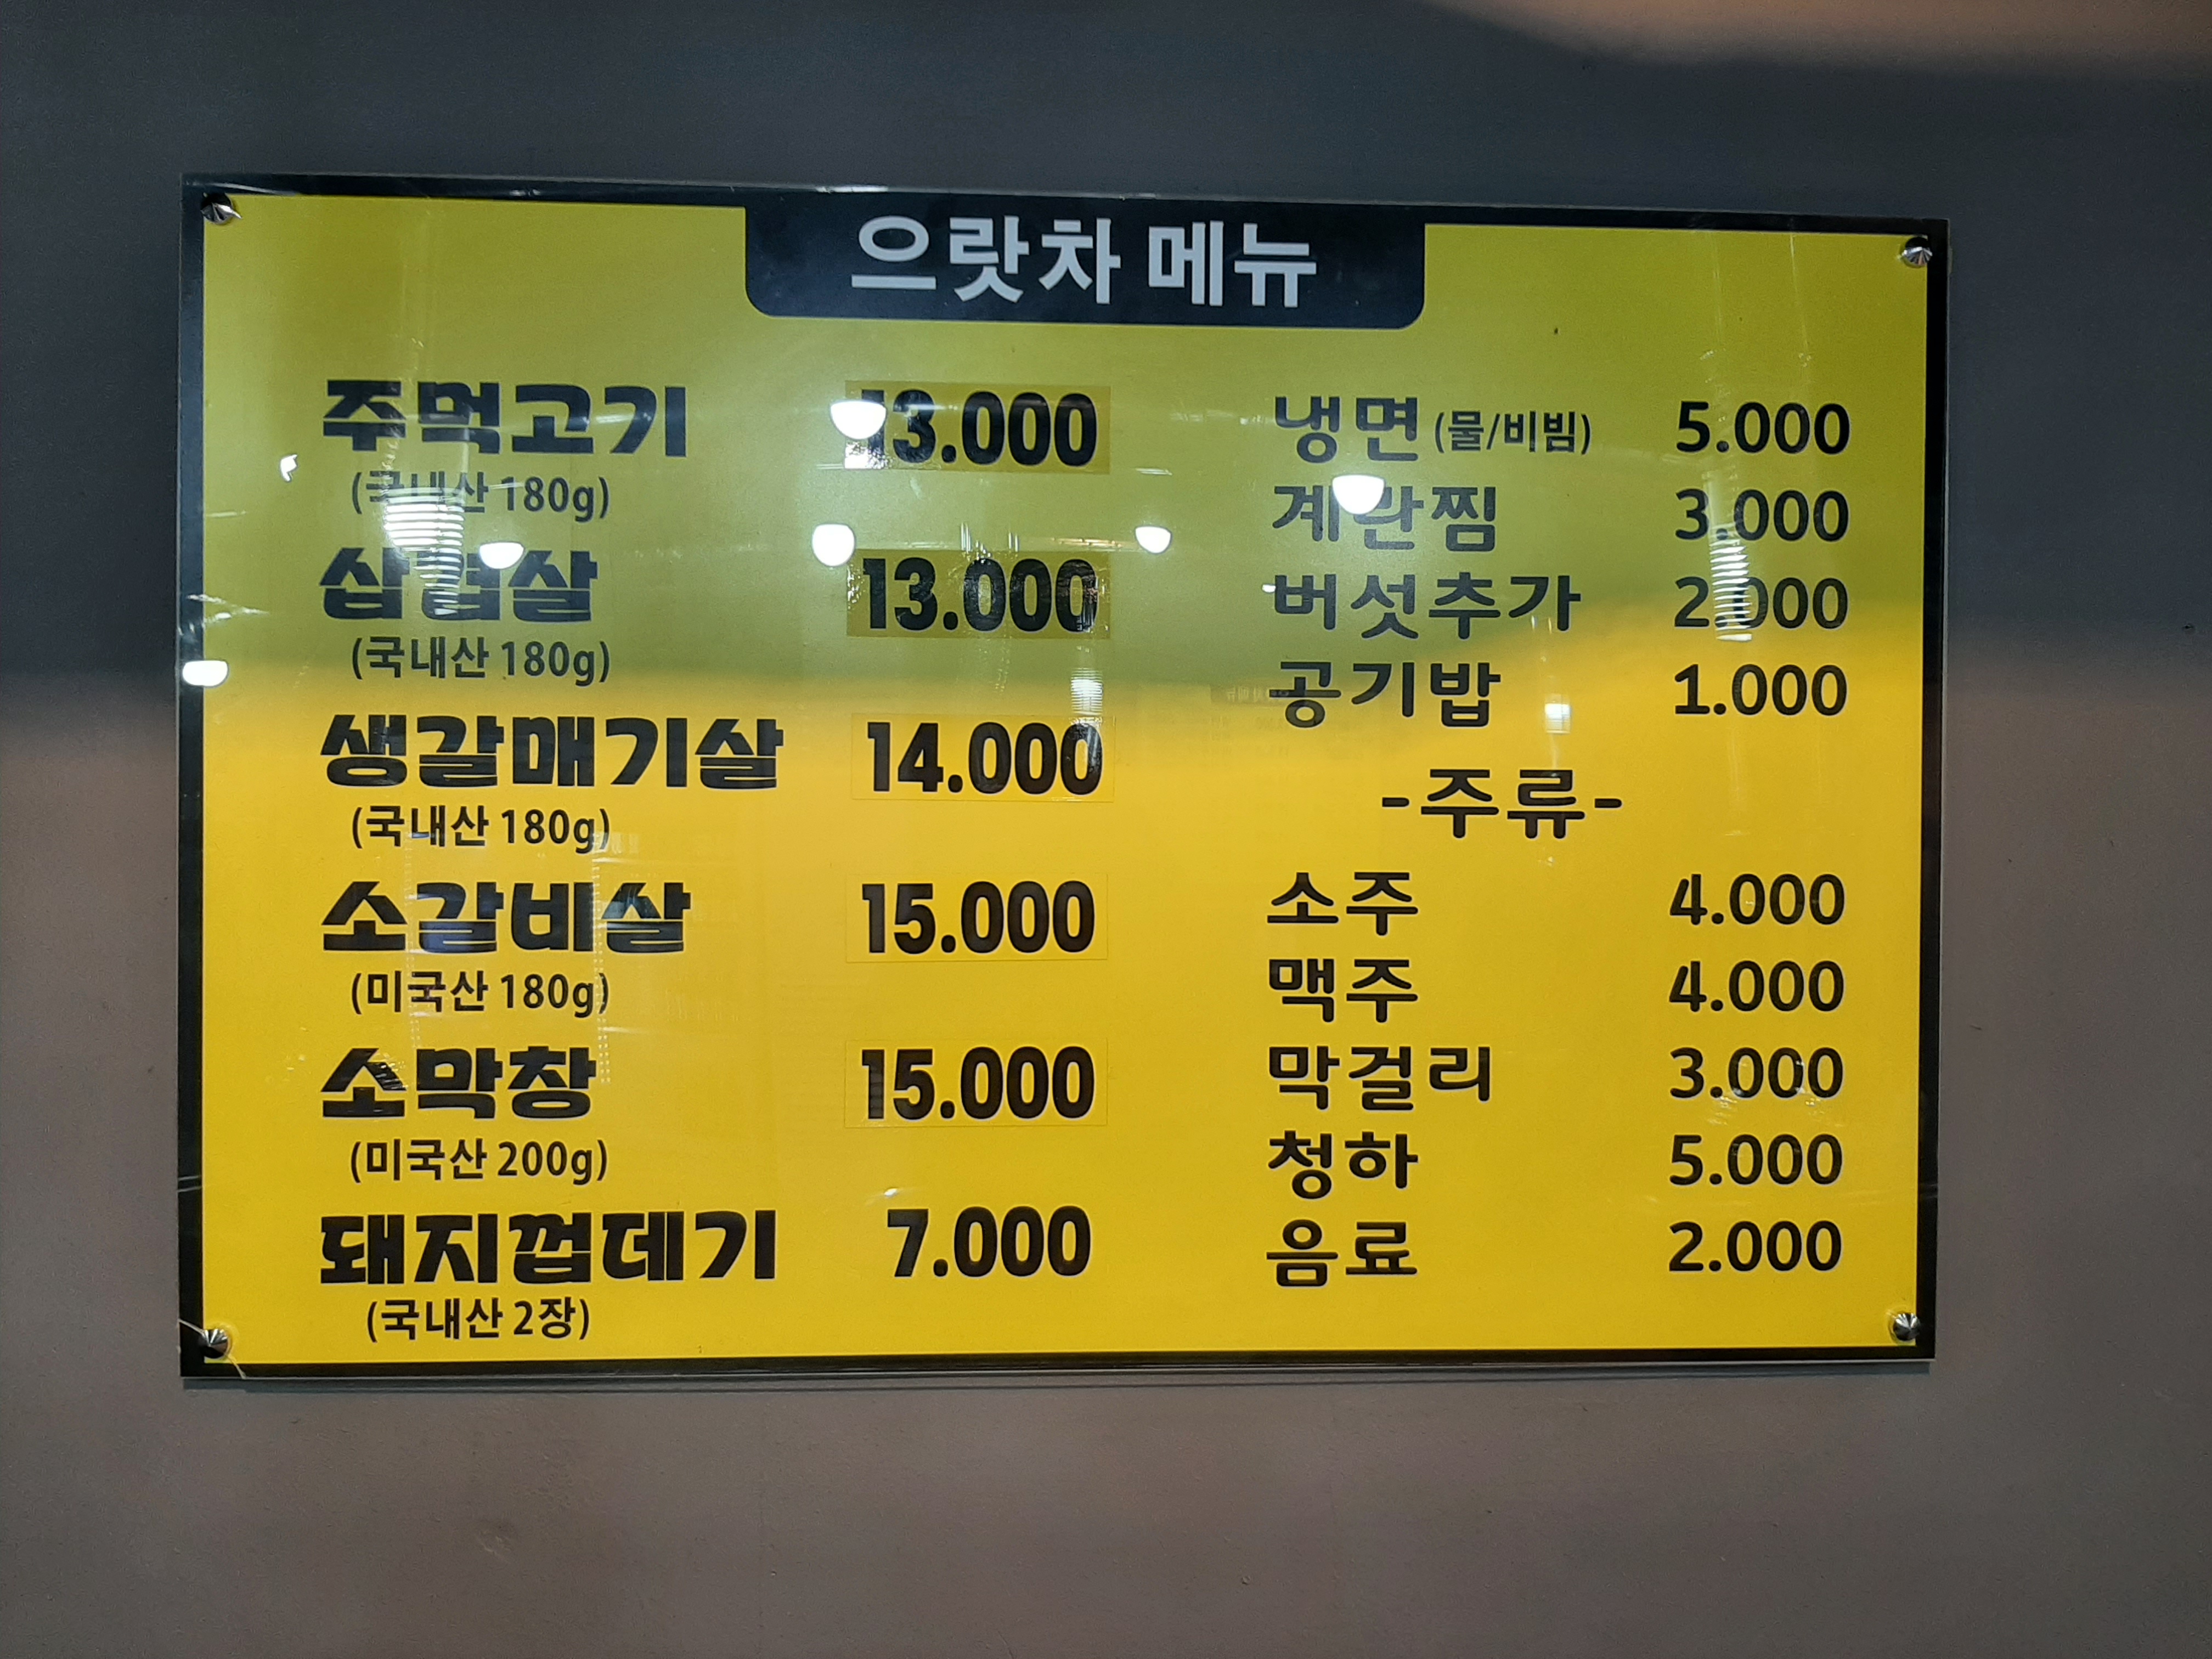 으랏차 메뉴
주먹고기 13.000
(국내산 180g)
삼겹살 13.000
(국내산 180g)
생갈매기살 14.000
(국내산 180g)
소갈비살 15.000
(미국산 180g)
소막창 15.000
(미국산 200g)
돼지껍데기 7.000
(국내산 2장)
냉면 (물/비빔) 5.000
계란찜 3.000
버섯추가 2.000
공기밥 1.000
-주류-
소주 4.000
맥주 4.000
막걸리 3.000
청하 5.000
음료 2.000